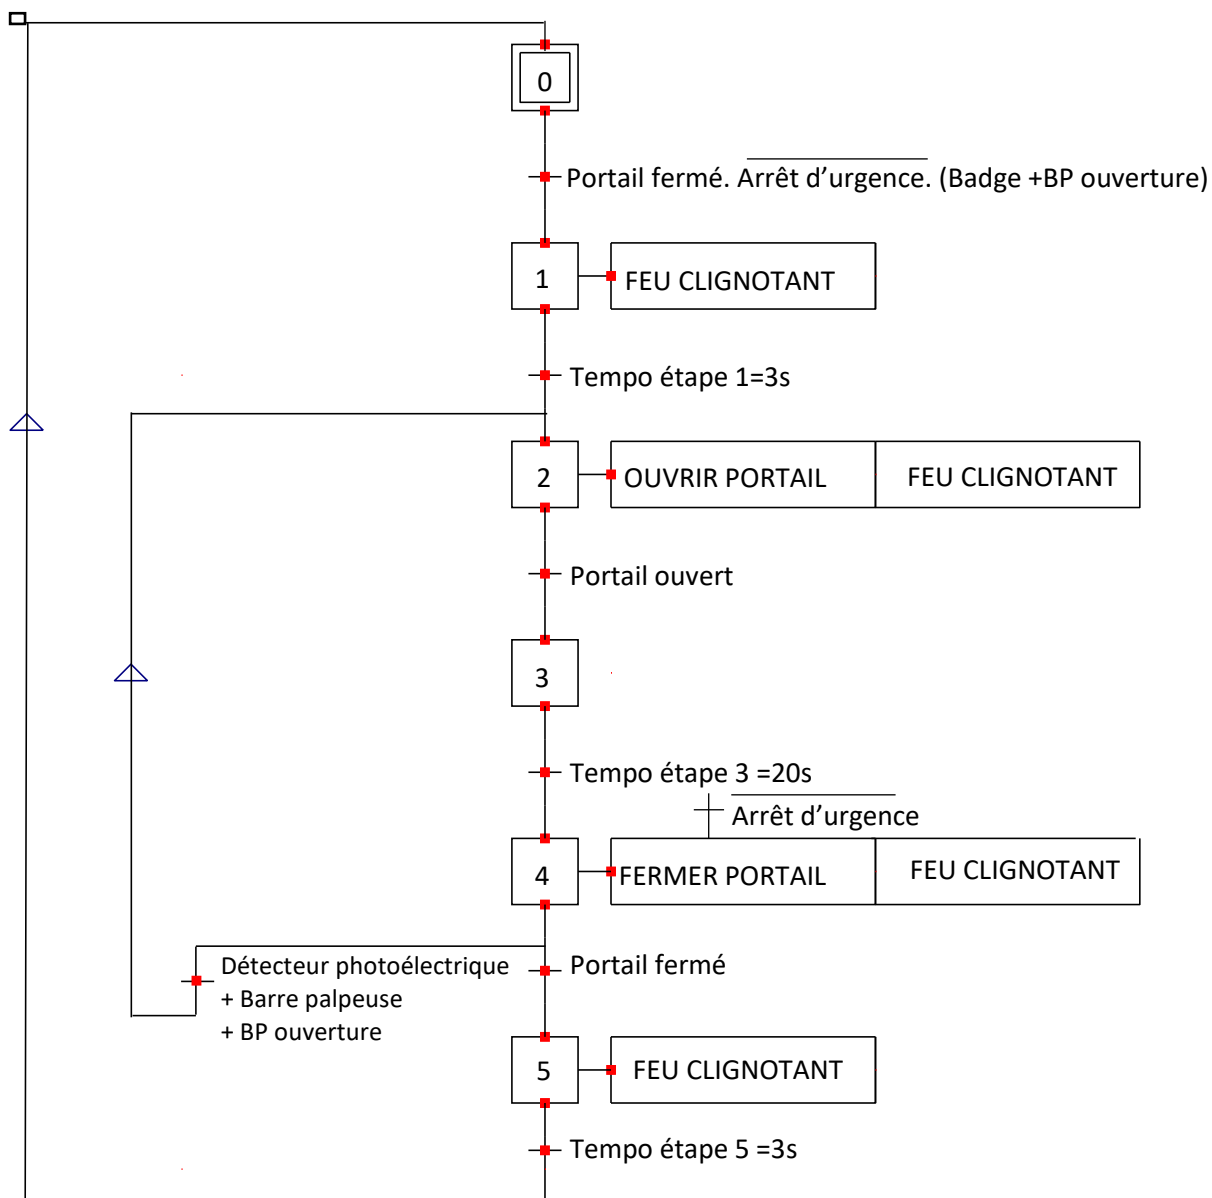 0
Portail fermé. Arrêt d’urgence. (Badge +BP ouverture)
1
FEU CLIGNOTANT
Tempo étape 1=3s
2
OUVRIR PORTAIL
FEU CLIGNOTANT
Portail ouvert
3
Tempo étape 3 =20s
Arrêt d’urgence
4
FERMER PORTAIL
FEU CLIGNOTANT
Détecteur photoélectrique
+ Barre palpeuse
+ BP ouverture
Portail fermé
5
FEU CLIGNOTANT
Tempo étape 5 =3s